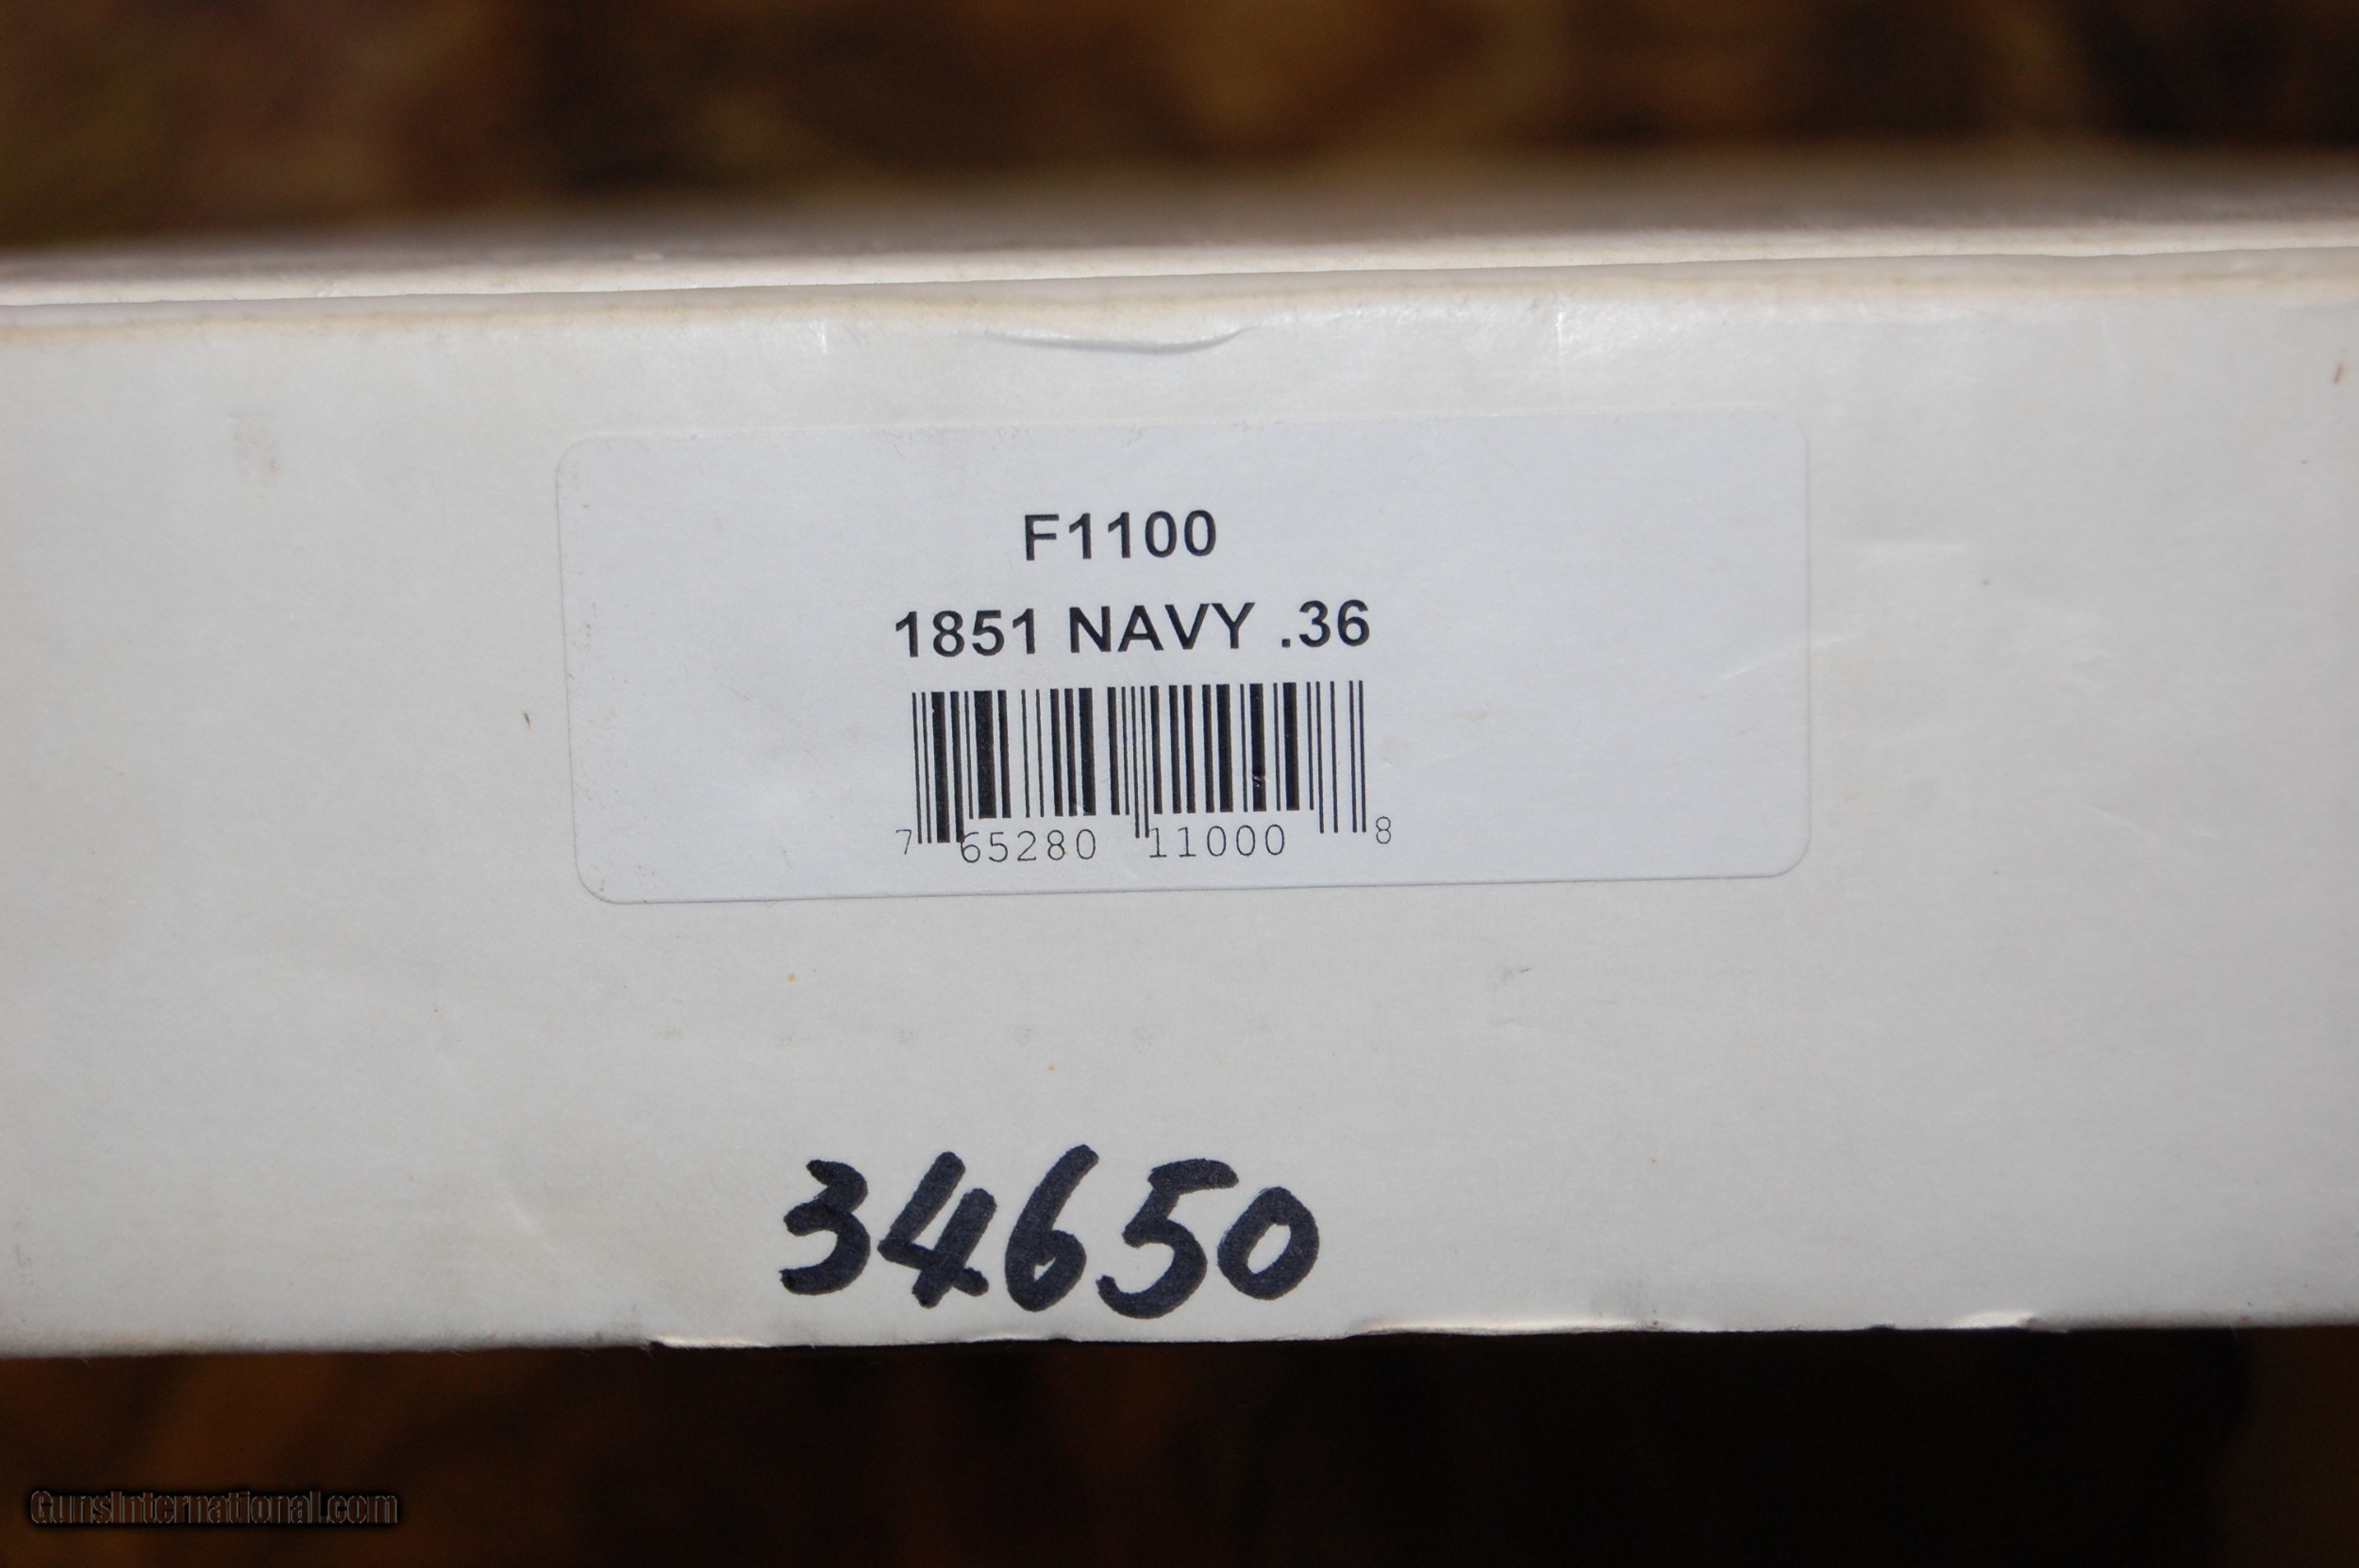 F1100
1851 NAVY .36
7 65280 11000 8
34650
GunsInternational.com